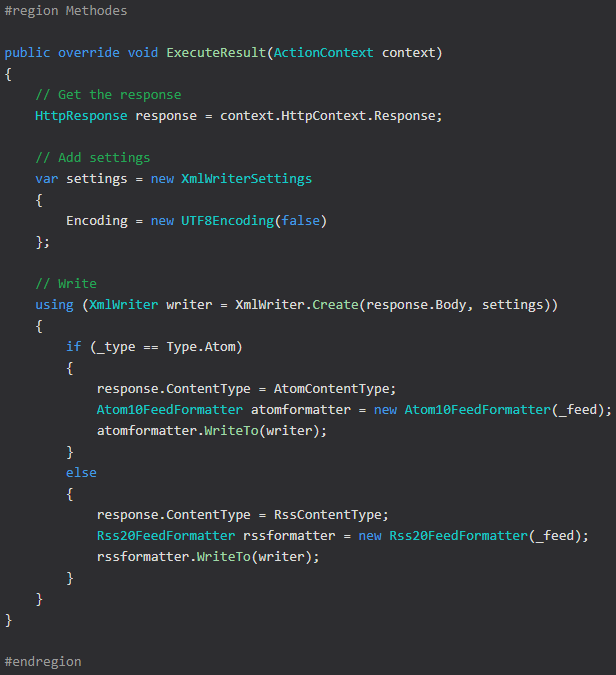 #region Methodes
public override void ExecuteResult(ActionContext context)
{
// Get the response
HttpResponse response = context.HttpContext.Response;
// Add settings
var settings = new XmlWriterSettings
{
Encoding = new UTF8Encoding(false)
};
// Write
using (XmlWriter writer = XmlWriter.Create(response.Body, settings))
{
if (_type == Type.Atom)
{
response.ContentType = AtomContentType;
Atom10FeedFormatter atomformatter = new Atom10FeedFormatter(_feed);
atomformatter.WriteTo(writer);
}
else
{
response.ContentType = RssContentType;
Rss20FeedFormatter rssformatter = new Rss20FeedFormatter(_feed);
rssformatter.WriteTo(writer);
}
}
}
#endregion